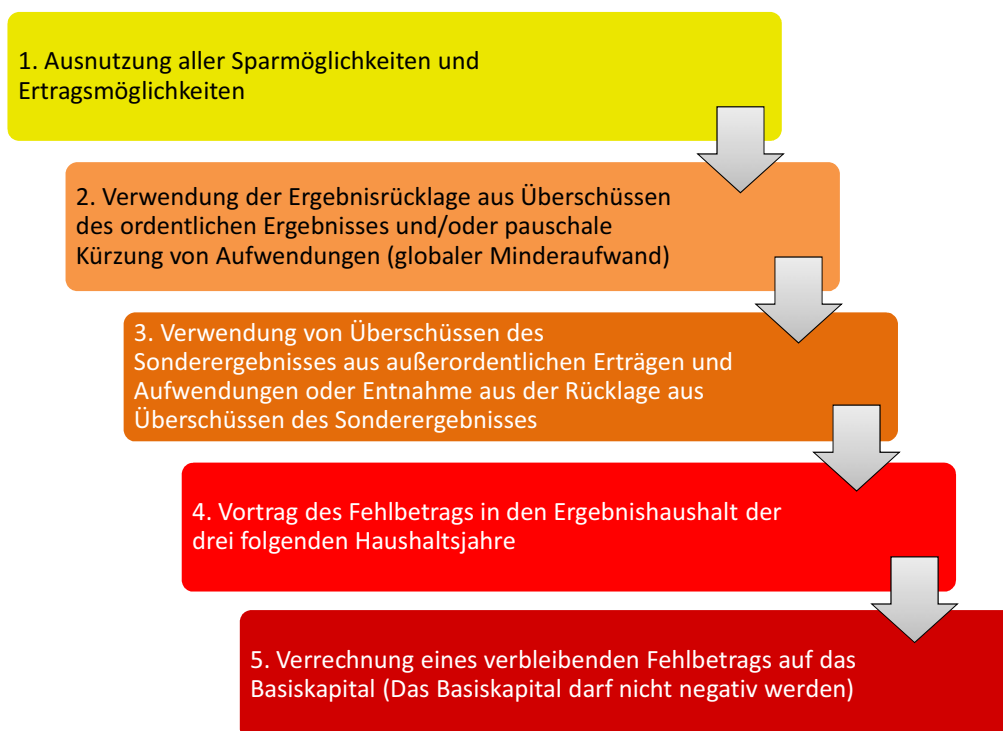 1. Ausnutzung aller Sparmöglichkeiten und
Ertragsmöglichkeiten
2. Verwendung der Ergebnisrücklage aus Überschüssen
des ordentlichen Ergebnisses und/oder pauschale
Kürzung von Aufwendungen (globaler Minderaufwand)
3. Verwendung von Überschüssen des
Sonderergebnisses aus außerordentlichen Erträgen und
Aufwendungen oder Entnahme aus der Rücklage aus
Überschüssen des Sonderergebnisses
4. Vortrag des Fehlbetrags in den Ergebnishaushalt der
drei folgenden Haushaltsjahre
5. Verrechnung eines verbleibenden Fehlbetrags auf das
Basiskapital (Das Basiskapital darf nicht negativ werden)